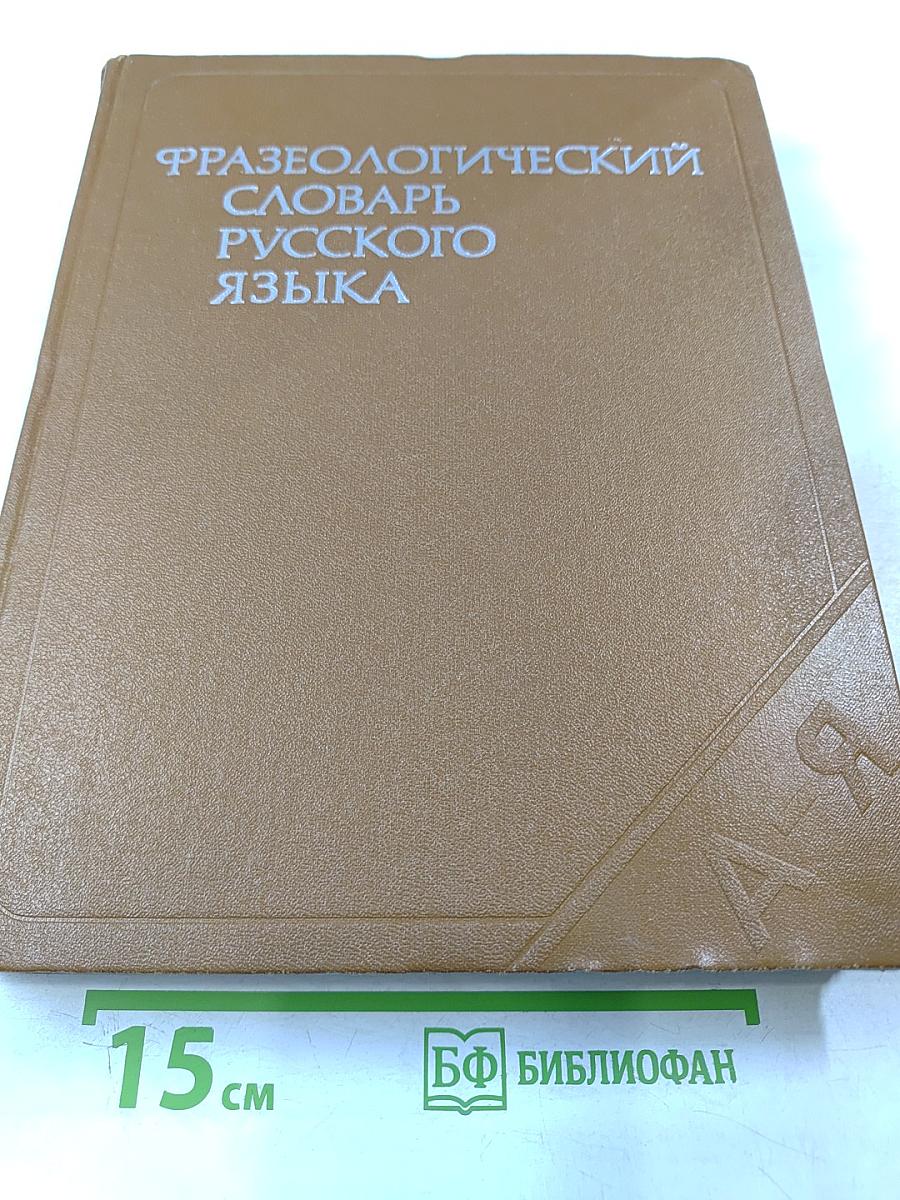 ФРАЗЕОЛОГИЧЕСКИЙ
СЛОВАРЬ
РУССКОГО
ЯЗЫКА
А–Я
15 см
БФ БИБЛИОФАН